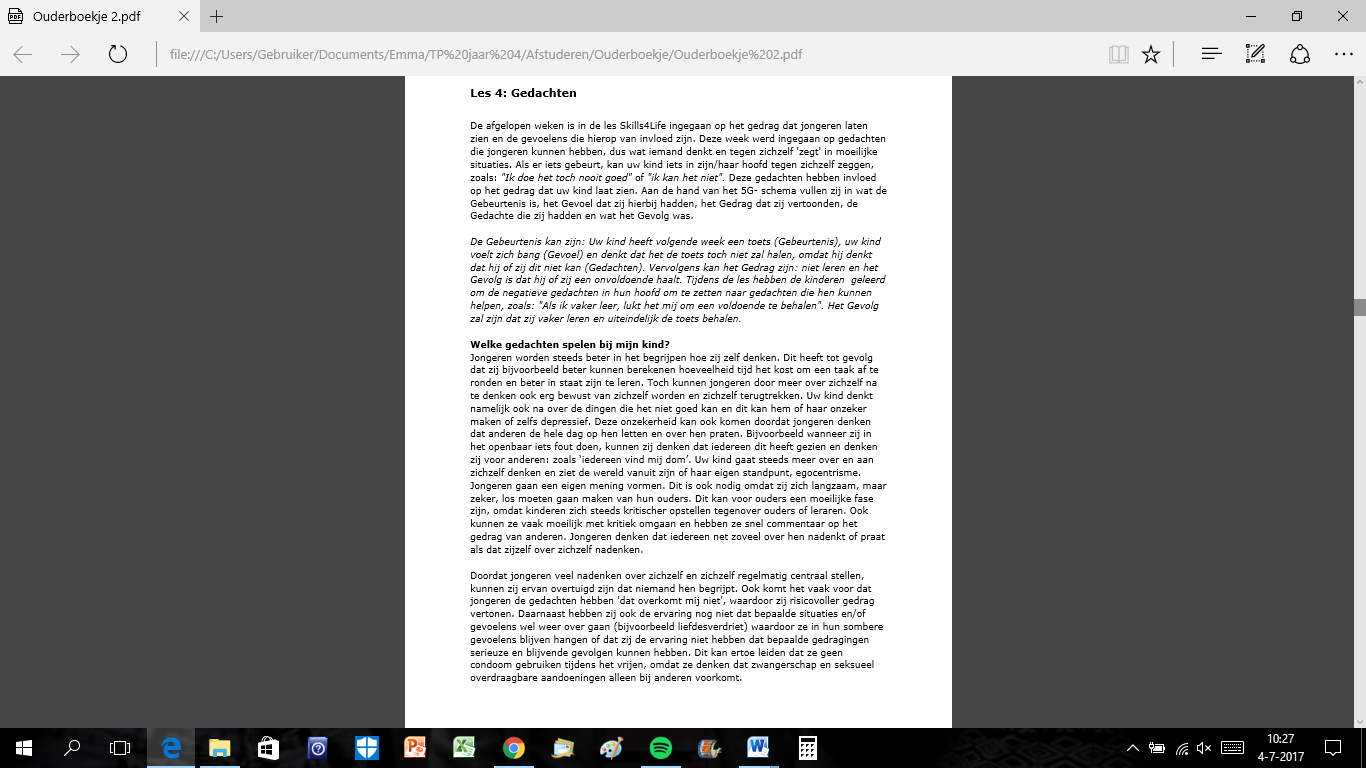 Ouderboekje 2.pdf
file:///C:/Users/Gebruiker/Documents/Emma/TP%20jaar%204/Afstuderen/Ouderboekje/Ouderboekje%202.pdf
Les 4: Gedachten
De afgelopen weken is in de les Skills4Life ingegaan op het gedrag dat jongeren laten
zien en de gevoelens die hierop van invloed zijn. Deze week werd ingegaan op gedachten
die jongeren kunnen hebben, dus wat iemand denkt en tegen zichzelf 'zegt' in moeilijke
situaties. Als er iets gebeurt, kan uw kind iets in zijn/haar hoofd tegen zichzelf zeggen,
zoals: "Ik doe het toch nooit goed" of "ik kan het niet". Deze gedachten hebben invloed
op het gedrag dat uw kind laat zien. Aan de hand van het 5G- schema vullen zij in wat de
Gebeurtenis is, het Gevoel dat zij hierbij hadden, het Gedrag dat zij vertoonden, de
Gedachte die zij hadden en wat het Gevolg was.
De Gebeurtenis kan zijn: Uw kind heeft volgende week een toets (Gebeurtenis), uw kind
voelt zich bang (Gevoel) en denkt dat het de toets toch niet zal halen, omdat hij denkt
dat hij of zij dit niet kan (Gedachten). Vervolgens kan het Gedrag zijn: niet leren en het
Gevolg is dat hij of zij een onvoldoende haalt. Tijdens de les hebben de kinderen  geleerd
om de negatieve gedachten in hun hoofd om te zetten naar gedachten die hen kunnen
helpen, zoals: "Als ik vaker leer, lukt het mij om een voldoende te behalen". Het Gevolg
zal zijn dat zij vaker leren en uiteindelijk de toets behalen.
Welke gedachten spelen bij mijn kind?
Jongeren worden steeds beter in het begrijpen hoe zij zelf denken. Dit heeft tot gevolg
dat zij bijvoorbeeld beter kunnen berekenen hoeveelheid tijd het kost om een taak af te
ronden en beter in staat zijn te leren. Toch kunnen jongeren door meer over zichzelf na
te denken ook erg bewust van zichzelf worden en zichzelf terugtrekken. Uw kind denkt
namelijk ook na over de dingen die het niet goed kan en dit kan hem of haar onzeker
maken of zelfs depressief. Deze onzekerheid kan ook komen doordat jongeren denken
dat anderen de hele dag op hen letten en over hen praten. Bijvoorbeeld wanneer zij in
het openbaar iets fout doen, kunnen zij denken dat iedereen dit heeft gezien en denken
zij voor anderen: zoals ‘iedereen vind mij dom’. Uw kind gaat steeds meer over en aan
zichzelf denken en ziet de wereld vanuit zijn of haar eigen standpunt, egocentrisme.
Jongeren gaan een eigen mening vormen. Dit is ook nodig omdat zij zich langzaam, maar
zeker, los moeten gaan maken van hun ouders. Dit kan voor ouders een moeilijke fase
zijn, omdat kinderen zich steeds kritischer opstellen tegenover ouders of leraren. Ook
kunnen ze vaak moeilijk met kritiek omgaan en hebben ze snel commentaar op het
gedrag van anderen. Jongeren denken dat iedereen net zoveel over hen nadenkt of praat
als dat zijzelf over zichzelf nadenken.
Doordat jongeren veel nadenken over zichzelf en zichzelf regelmatig centraal stellen,
kunnen zij ervan overtuigd zijn dat niemand hen begrijpt. Ook komt het vaak voor dat
jongeren de gedachten hebben 'dat overkomt mij niet', waardoor zij risicovoller gedrag
vertonen. Daarnaast hebben zij ook de ervaring nog niet dat bepaalde situaties en/of
gevoelens wel weer over gaan (bijvoorbeeld liefdesverdriet) waardoor ze in hun sombere
gevoelens blijven hangen of dat zij de ervaring niet hebben dat bepaalde gedragingen
serieuze en blijvende gevolgen kunnen hebben. Dit kan ertoe leiden dat ze geen
condoom gebruiken tijdens het vrijen, omdat ze denken dat zwangerschap en seksueel
overdraagbare aandoeningen alleen bij anderen voorkomt.
10:27
4-7-2017